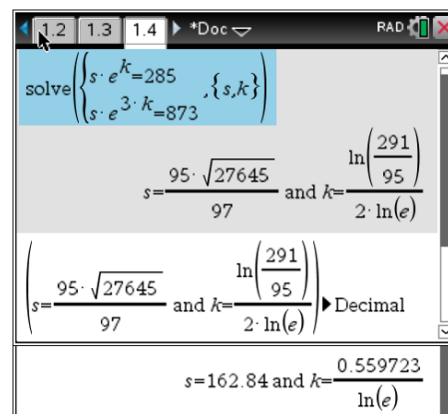 1.2 1.3 1.4 *Doc RAD
solve({s·e^k=285, s·e^(3·k)=873},{s,k})
s=95·√27645/97 and k=ln(291/95)/(2·ln(e))
(s=95·√27645/97 and k=ln(291/95)/(2·ln(e)))▶Decimal
s=162.84 and k=0.559723/ln(e)